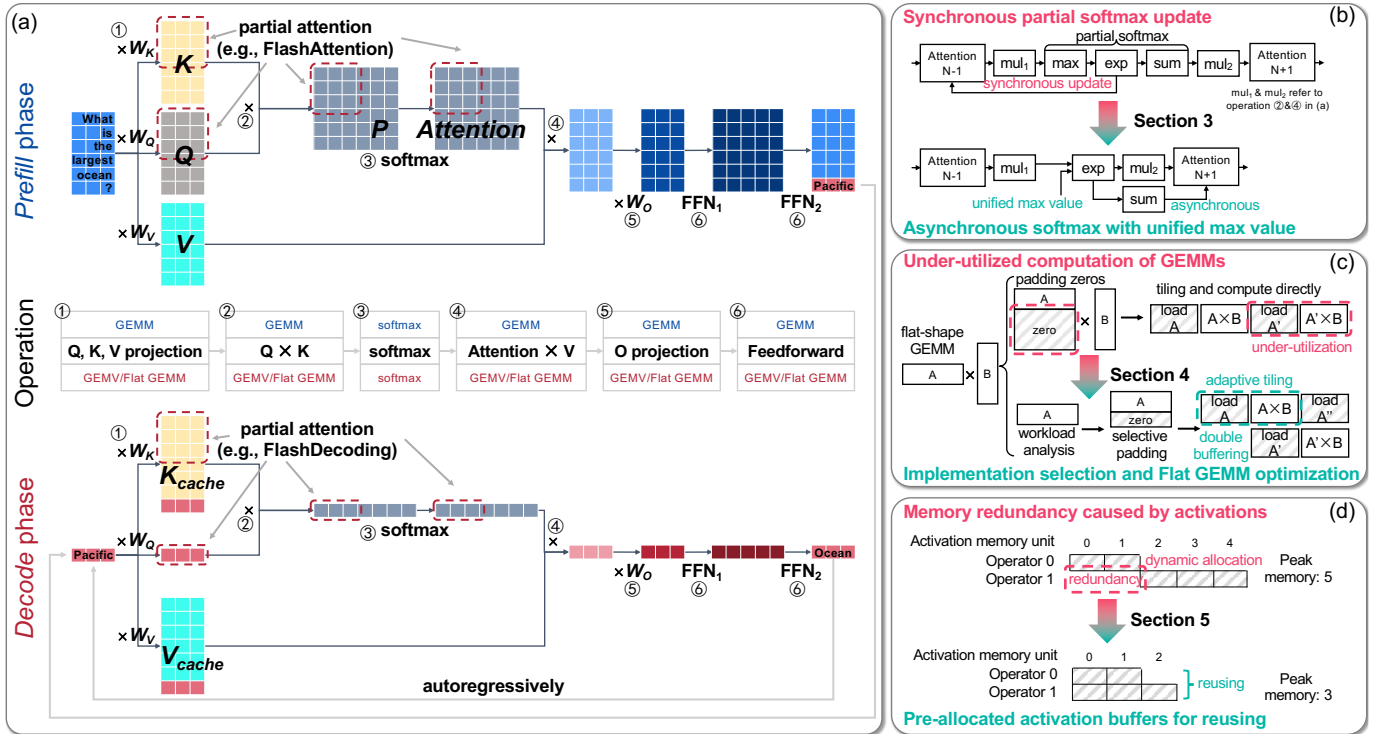 (a)
Prefill phase
①
× W_K
partial attention
(e.g., FlashAttention)
K
What
is
the
largest
ocean
?
× W_Q
Q
×
②
P
Attention
③ softmax
④
×
× W_V
V
Pacific
× W_O
⑤
FFN₁
⑥
FFN₂
⑥
Operation
①
GEMM
Q, K, V projection
GEMV/Flat GEMM
②
GEMM
Q × K
GEMV/Flat GEMM
③
softmax
softmax
softmax
④
GEMM
Attention × V
GEMV/Flat GEMM
⑤
GEMM
O projection
GEMV/Flat GEMM
⑥
GEMM
Feedforward
GEMV/Flat GEMM
Decode phase
①
× W_K
partial attention
(e.g., FlashDecoding)
K_cache
×
②
③ softmax
④
×
Pacific
× W_Q
Ocean
× W_O
⑤
FFN₁
⑥
FFN₂
⑥
× W_V
V_cache
autoregressively
Synchronous partial softmax update
(b)
partial softmax
Attention
N-1
mul₁
max
exp
sum
mul₂
Attention
N+1
synchronous update
mul₁ & mul₂ refer to
operation ②&④ in (a)
Section 3
Attention
N-1
mul₁
exp
mul₂
Attention
N+1
unified max value
sum
asynchronous
Asynchronous softmax with unified max value
Under-utilized computation of GEMMs
(c)
padding zeros
A
zero
×
B
tiling and compute directly
load
A
A×B
load
A'
A'×B
under-utilization
flat-shape
GEMM
A
×
B
Section 4
adaptive tiling
A
workload
analysis
A
zero
selective
padding
load
A
A×B
load
A''
double
buffering
load
A'
A'×B
Implementation selection and Flat GEMM optimization
Memory redundancy caused by activations
(d)
Activation memory unit
0 1 2 3 4
Operator 0
dynamic allocation
Operator 1
redundancy
Peak
memory: 5
Section 5
Activation memory unit
0 1 2
Operator 0
Operator 1
reusing
Peak
memory: 3
Pre-allocated activation buffers for reusing